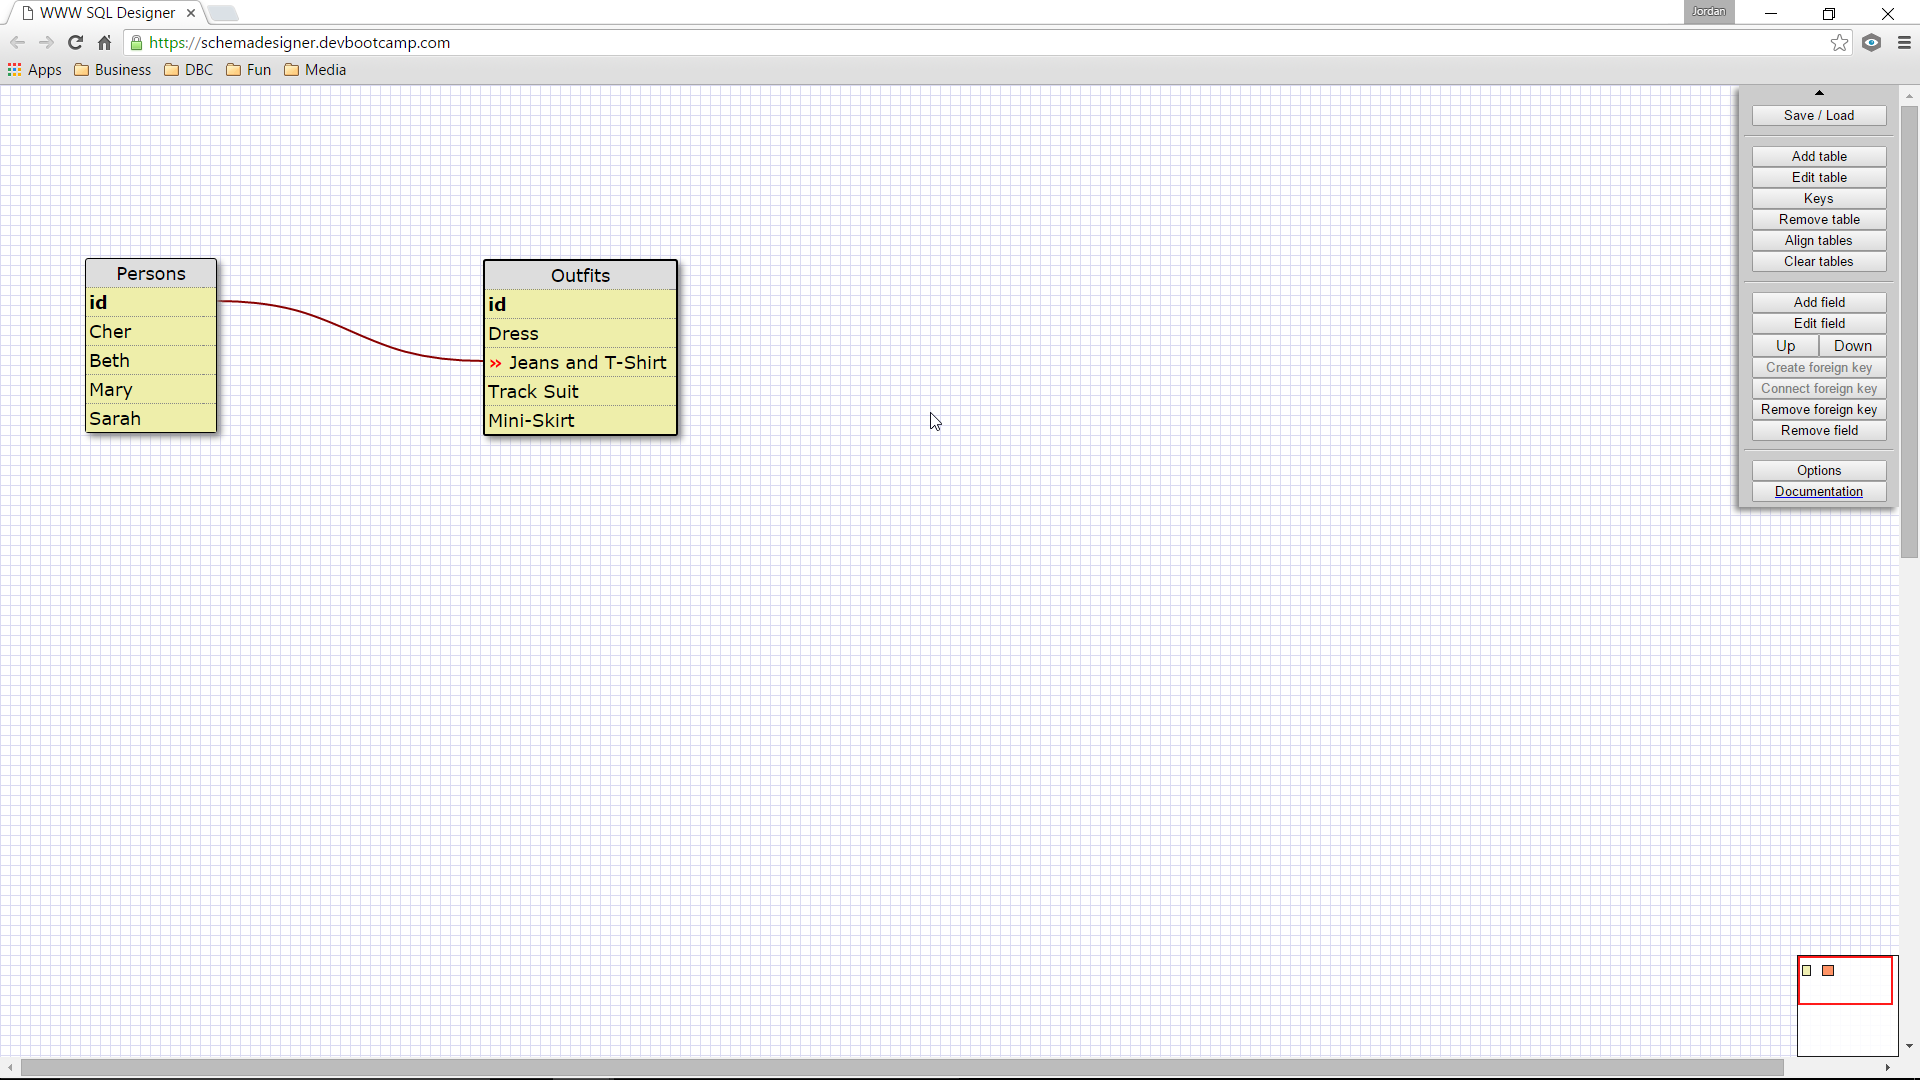 WWW SQL Designer
Jordan
https://schemadesigner.devbootcamp.com
Apps Business DBC Fun Media
Persons
id
Cher
Beth
Mary
Sarah
Outfits
id
Dress
» Jeans and T-Shirt
Track Suit
Mini-Skirt
Save / Load
Add table
Edit table
Keys
Remove table
Align tables
Clear tables
Add field
Edit field
Up Down
Create foreign key
Connect foreign key
Remove foreign key
Remove field
Options
Documentation